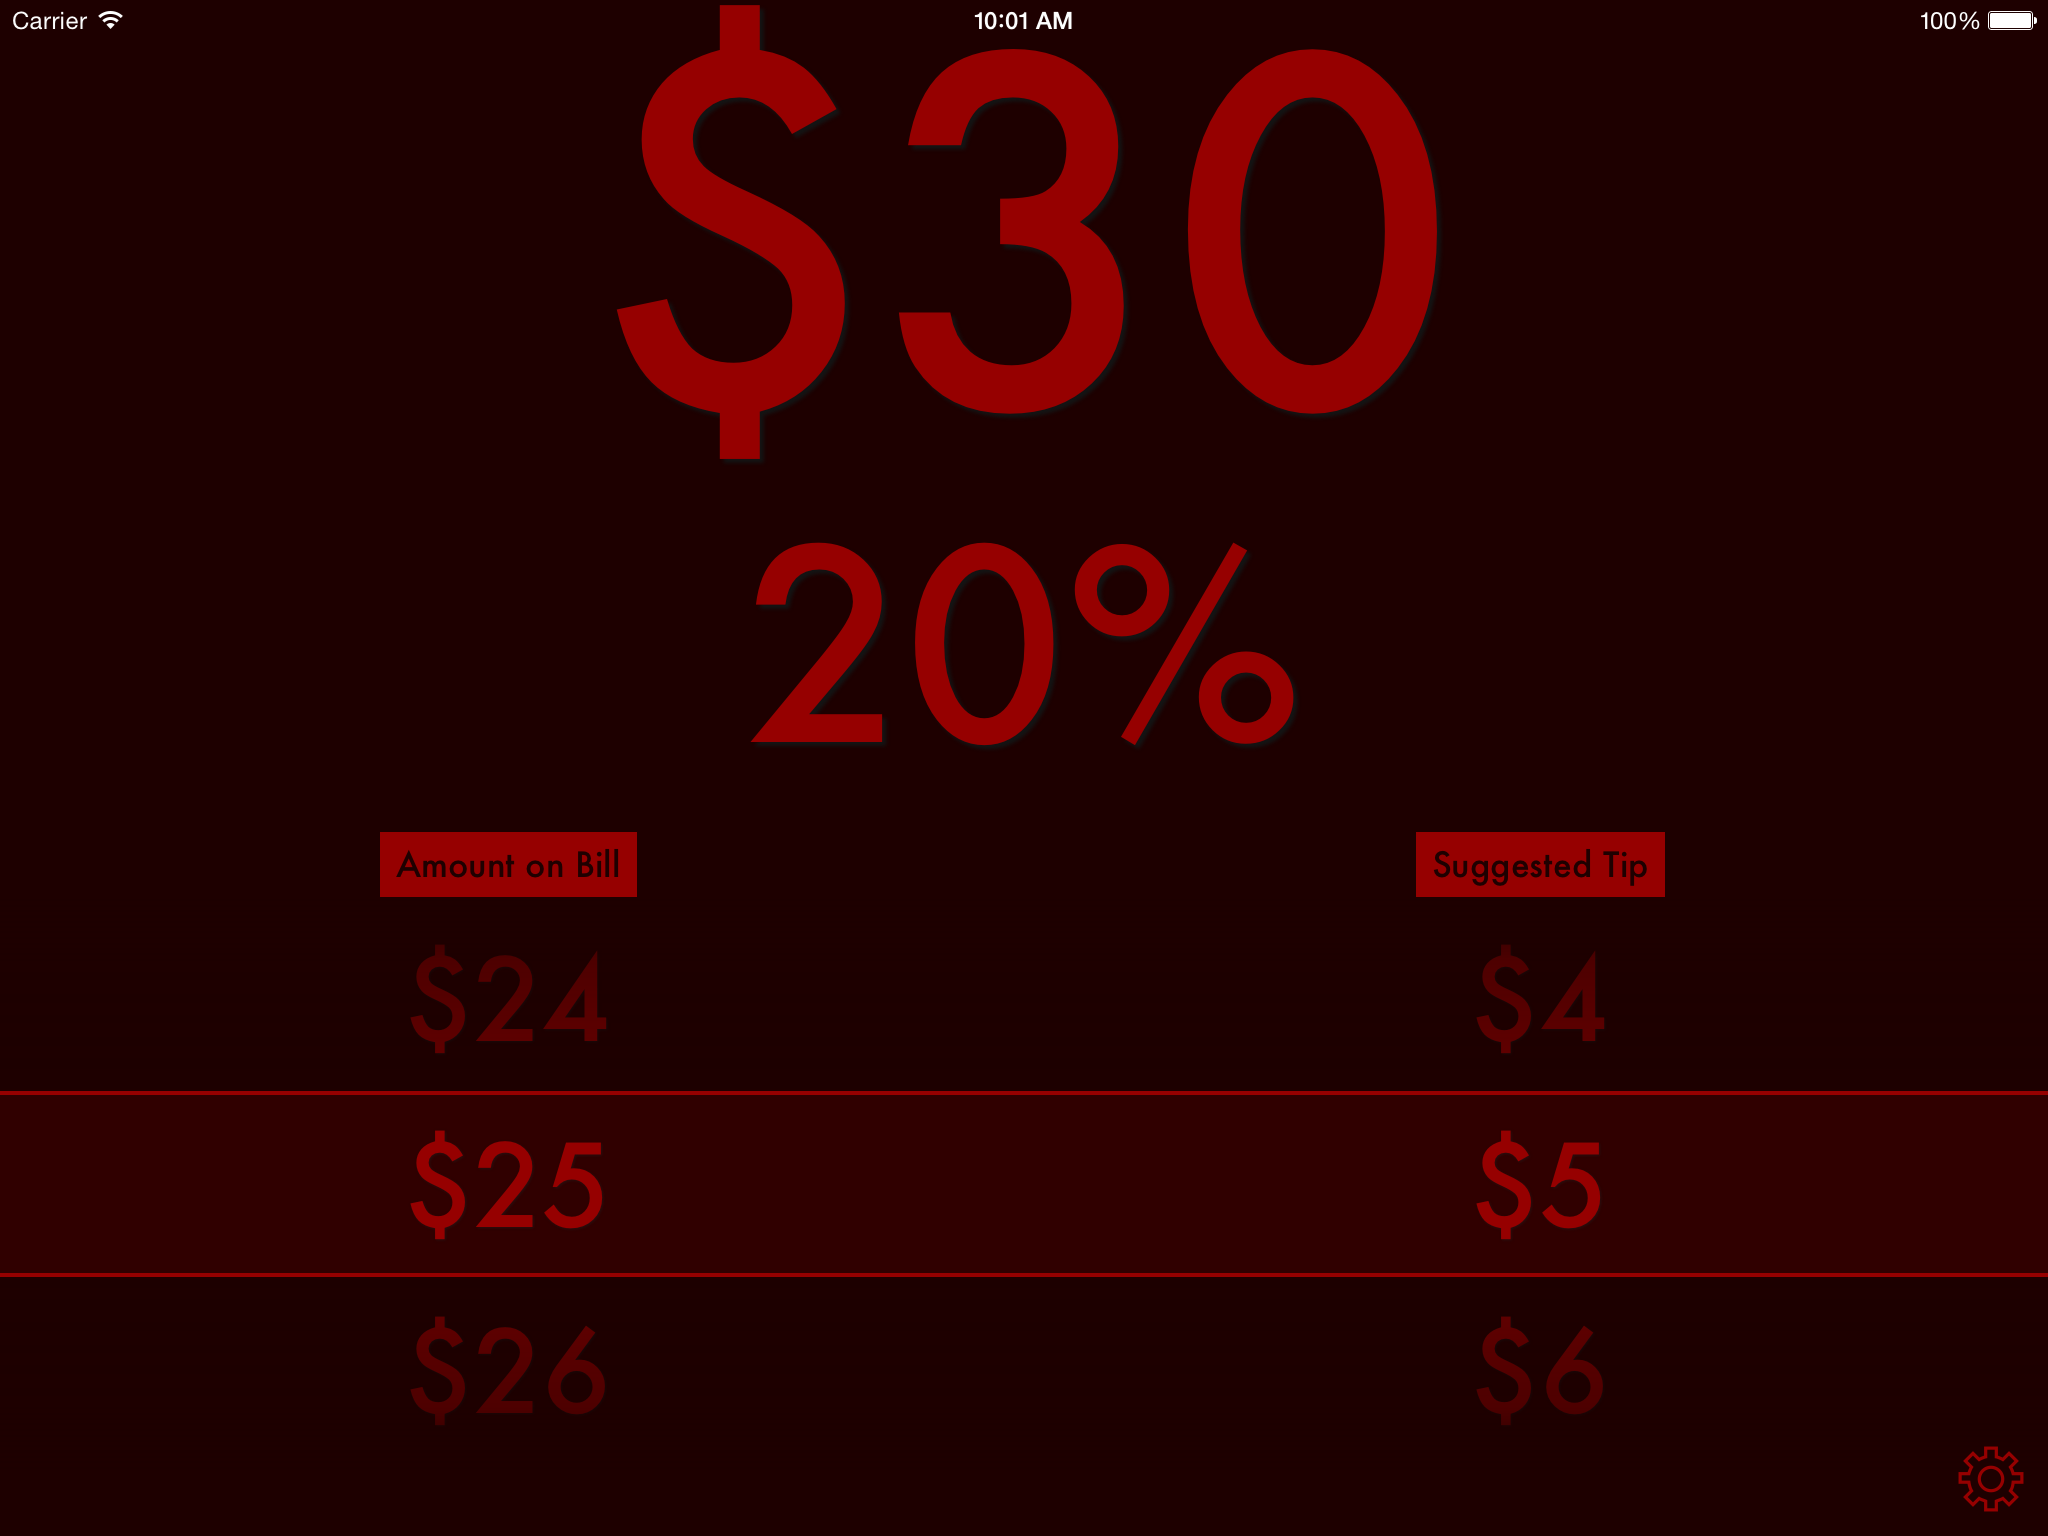 Carrier 10:01 AM 100%
$30
20%
Amount on Bill Suggested Tip
$24 $4
$25 $5
$26 $6